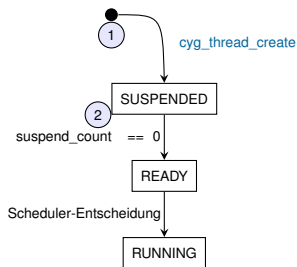 1
cyg_thread_create
SUSPENDED
2
suspend_count == 0
READY
Scheduler-Entscheidung
RUNNING